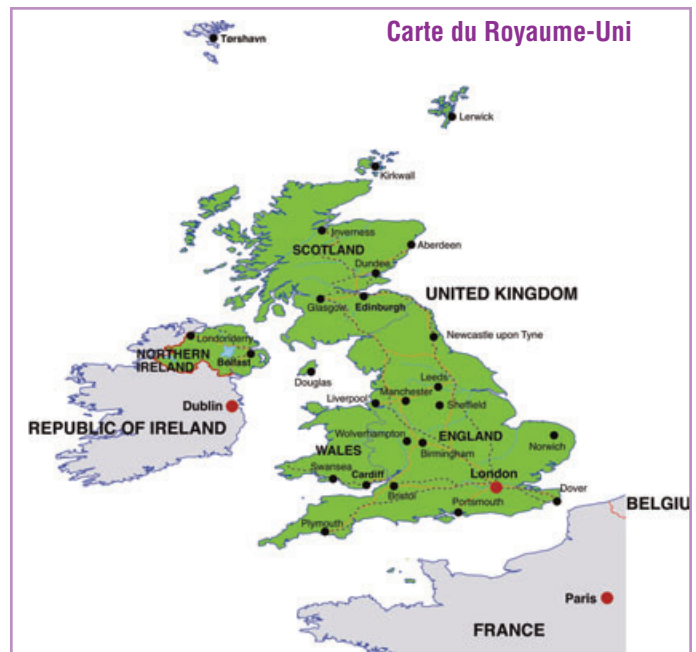 Carte du Royaume-Uni
Tørshavn
Lerwick
Kirkwall
Inverness
SCOTLAND
Aberdeen
Dundee
UNITED KINGDOM
Glasgow
Edinburgh
Londonderry
Newcastle upon Tyne
NORTHERN
IRELAND
Belfast
Douglas
Leeds
Manchester
Liverpool
Sheffield
Dublin
REPUBLIC OF IRELAND
Wolverhampton
ENGLAND
Norwich
WALES
Birmingham
Swansea
Cardiff
London
Bostol
Dover
Portsmouth
BELGIU
Plymouth
Paris
FRANCE